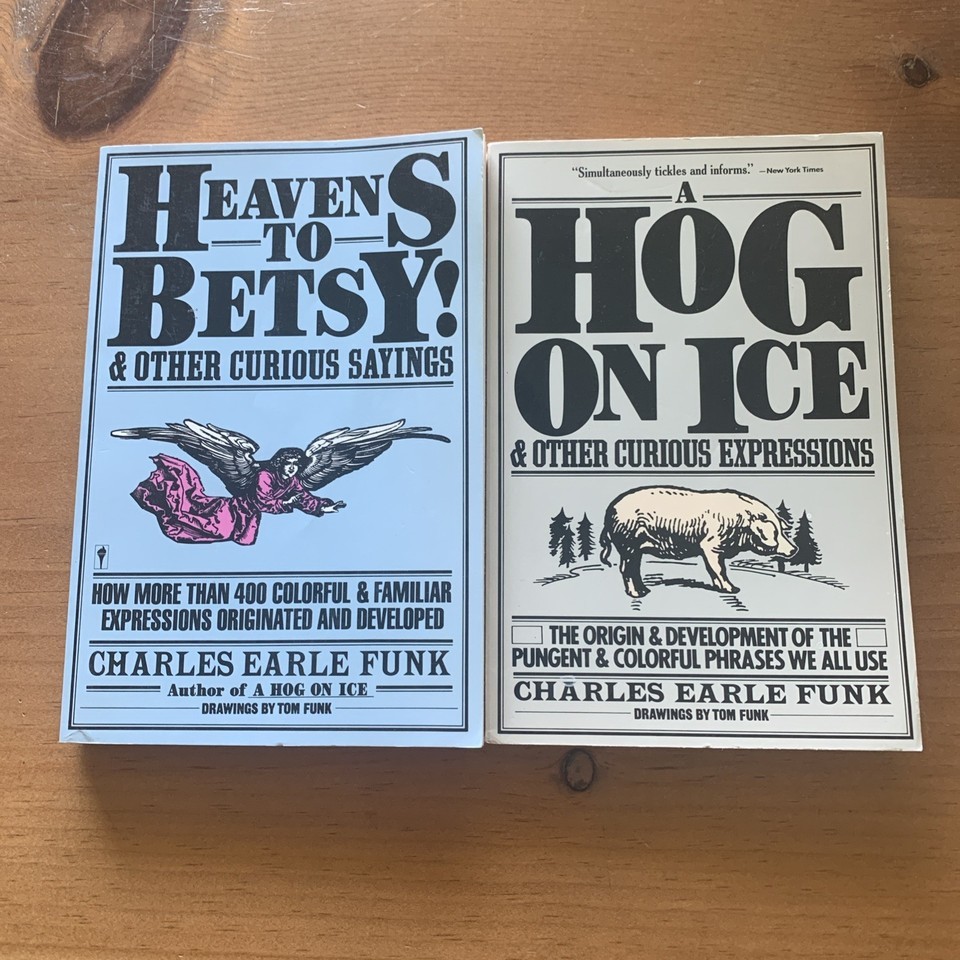 HEAVENS
TO
BETSY!
& OTHER CURIOUS SAYINGS
HOW MORE THAN 400 COLORFUL & FAMILIAR
EXPRESSIONS ORIGINATED AND DEVELOPED
CHARLES EARLE FUNK
Author of A HOG ON ICE
DRAWINGS BY TOM FUNK
“Simultaneously tickles and informs.” —New York Times
A
HOG
ON ICE
& OTHER CURIOUS EXPRESSIONS
THE ORIGIN & DEVELOPMENT OF THE
PUNGENT & COLORFUL PHRASES WE ALL USE
CHARLES EARLE FUNK
DRAWINGS BY TOM FUNK